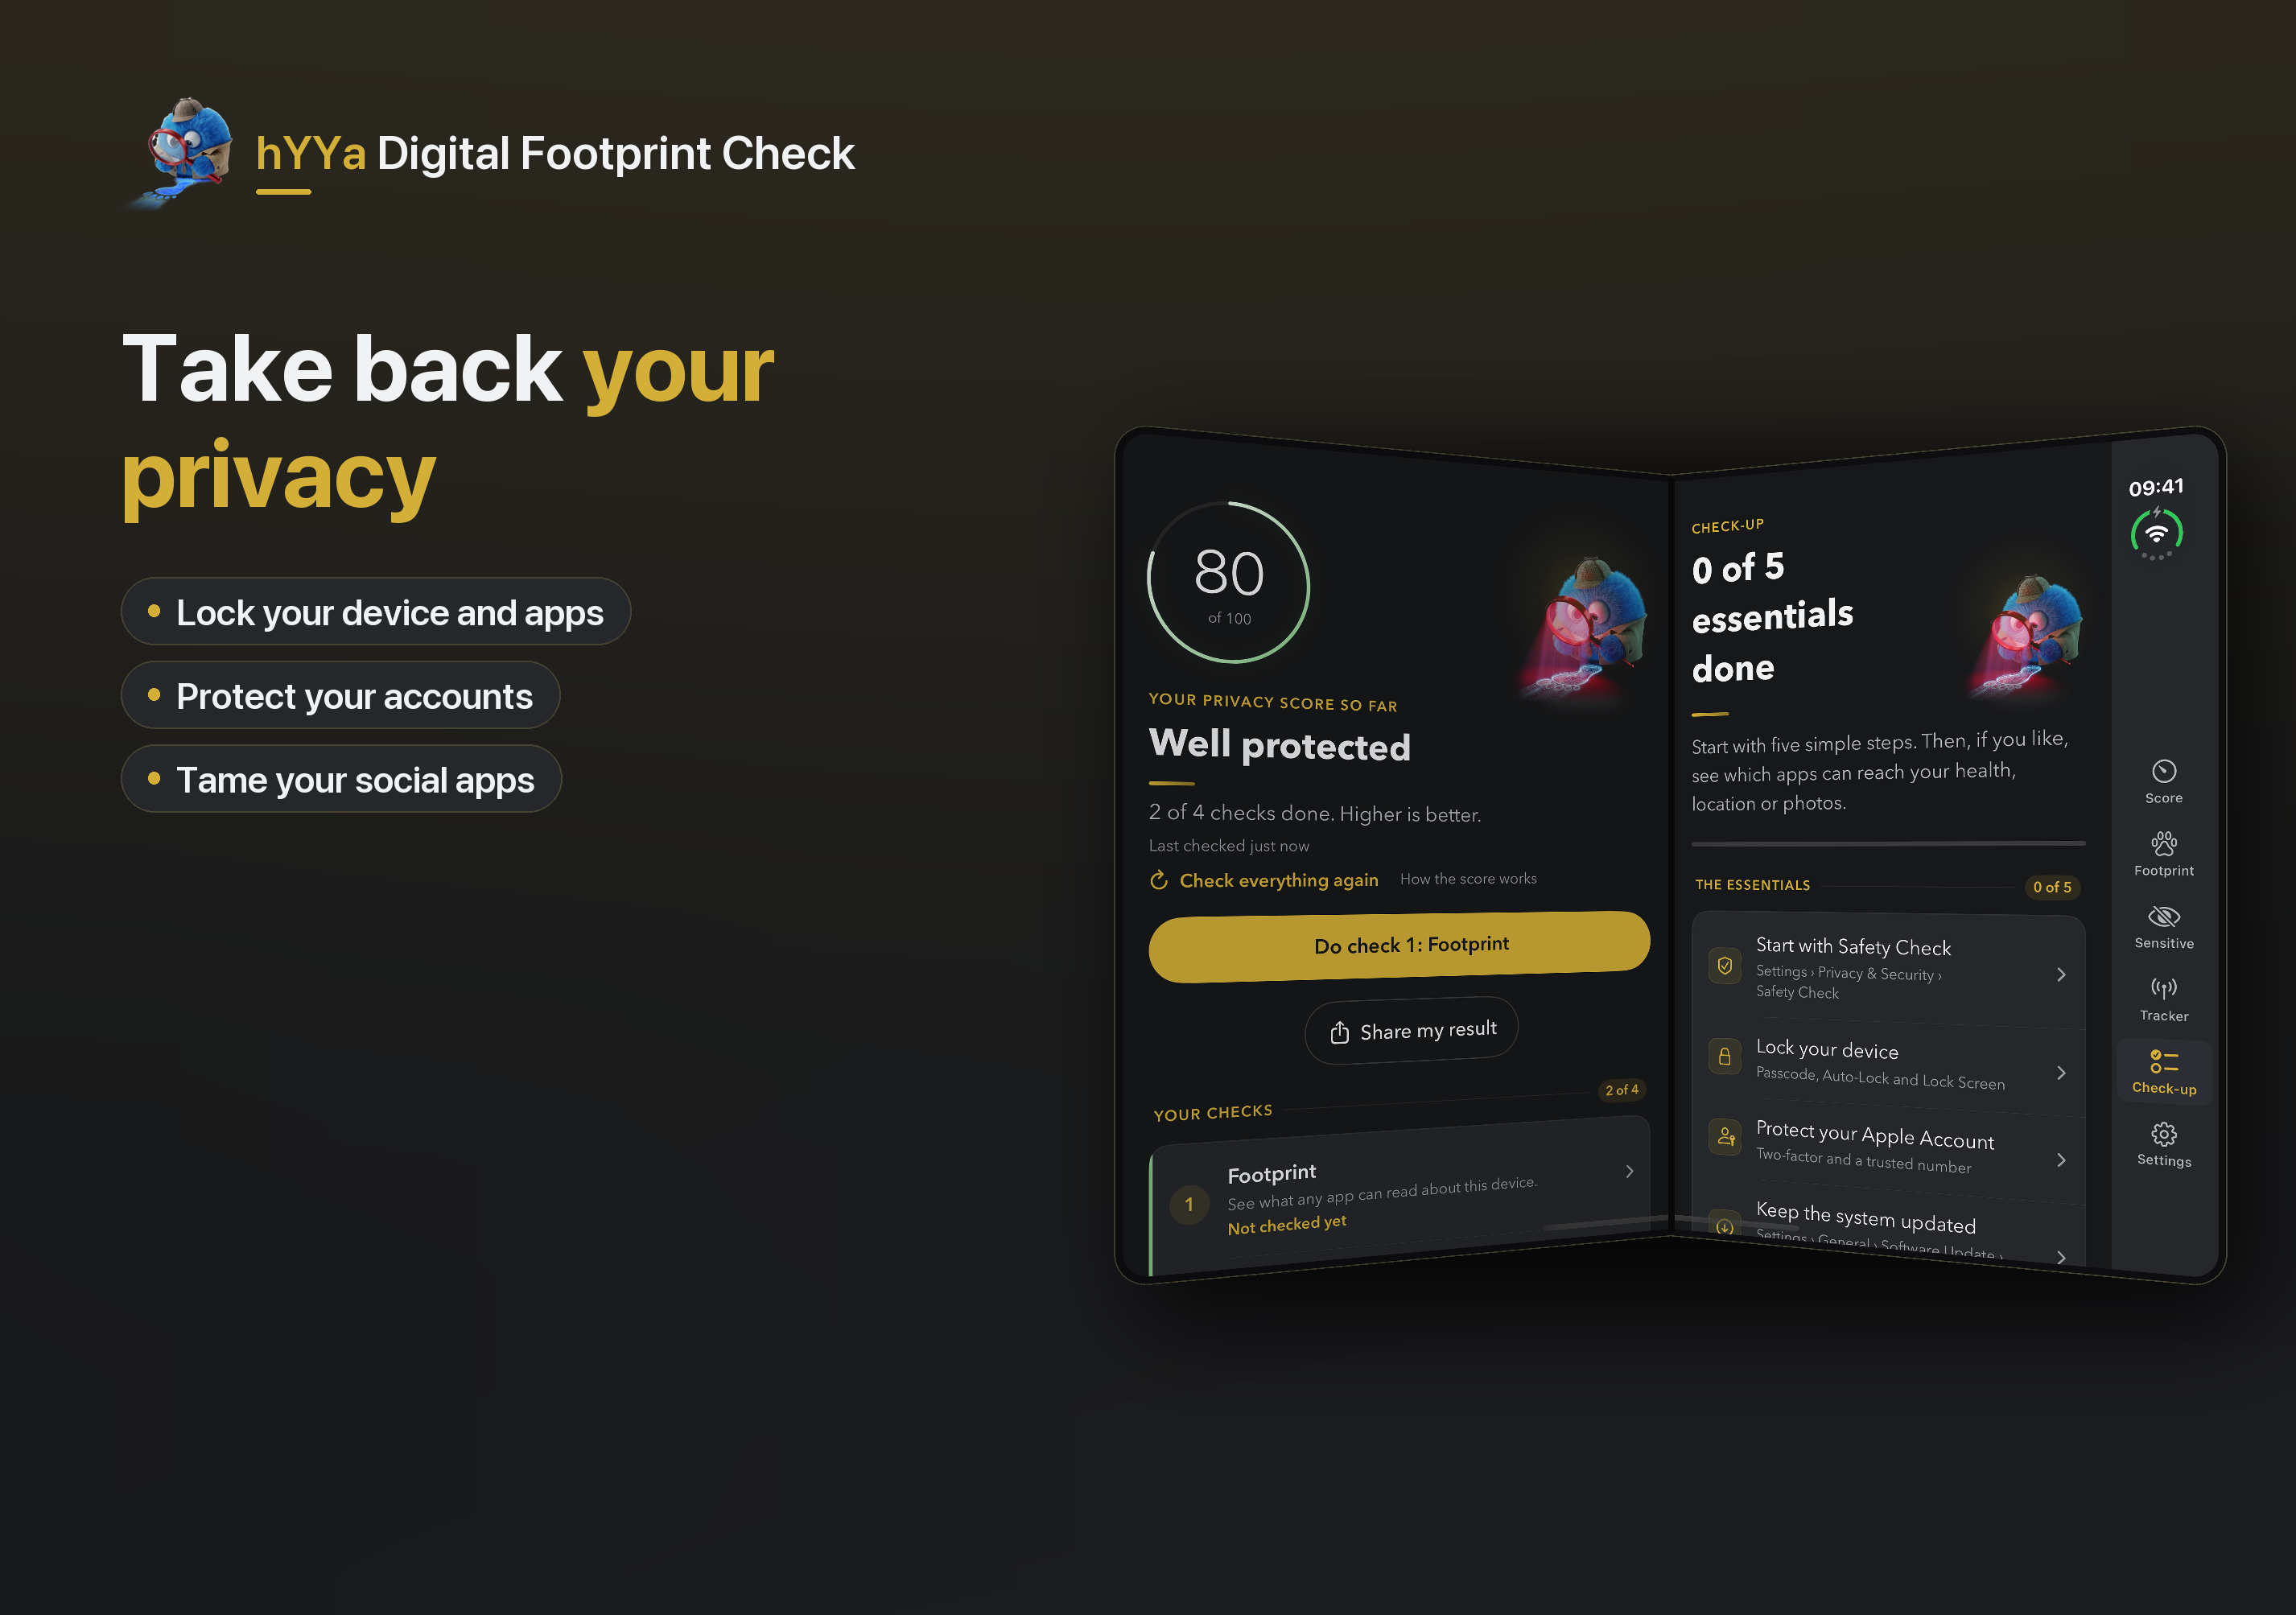 hYYa Digital Footprint Check
Take back your
privacy
Lock your device and apps
Protect your accounts
Tame your social apps
80
of 100
YOUR PRIVACY SCORE SO FAR
Well protected
2 of 4 checks done. Higher is better.
Last checked just now
Check everything again
How the score works
Do check 1: Footprint
Share my result
YOUR CHECKS
2 of 4
1
Footprint
See what any app can read about this device.
Not checked yet
CHECK-UP
0 of 5
essentials
done
Start with five simple steps. Then, if you like,
see which apps can reach your health,
location or photos.
THE ESSENTIALS
0 of 5
Start with Safety Check
Settings › Privacy & Security ›
Safety Check
Lock your device
Passcode, Auto-Lock and Lock Screen
Protect your Apple Account
Two-factor and a trusted number
Keep the system updated
Settings › General › Software Update ›
09:41
Score
Footprint
Sensitive
Tracker
Check-up
Settings